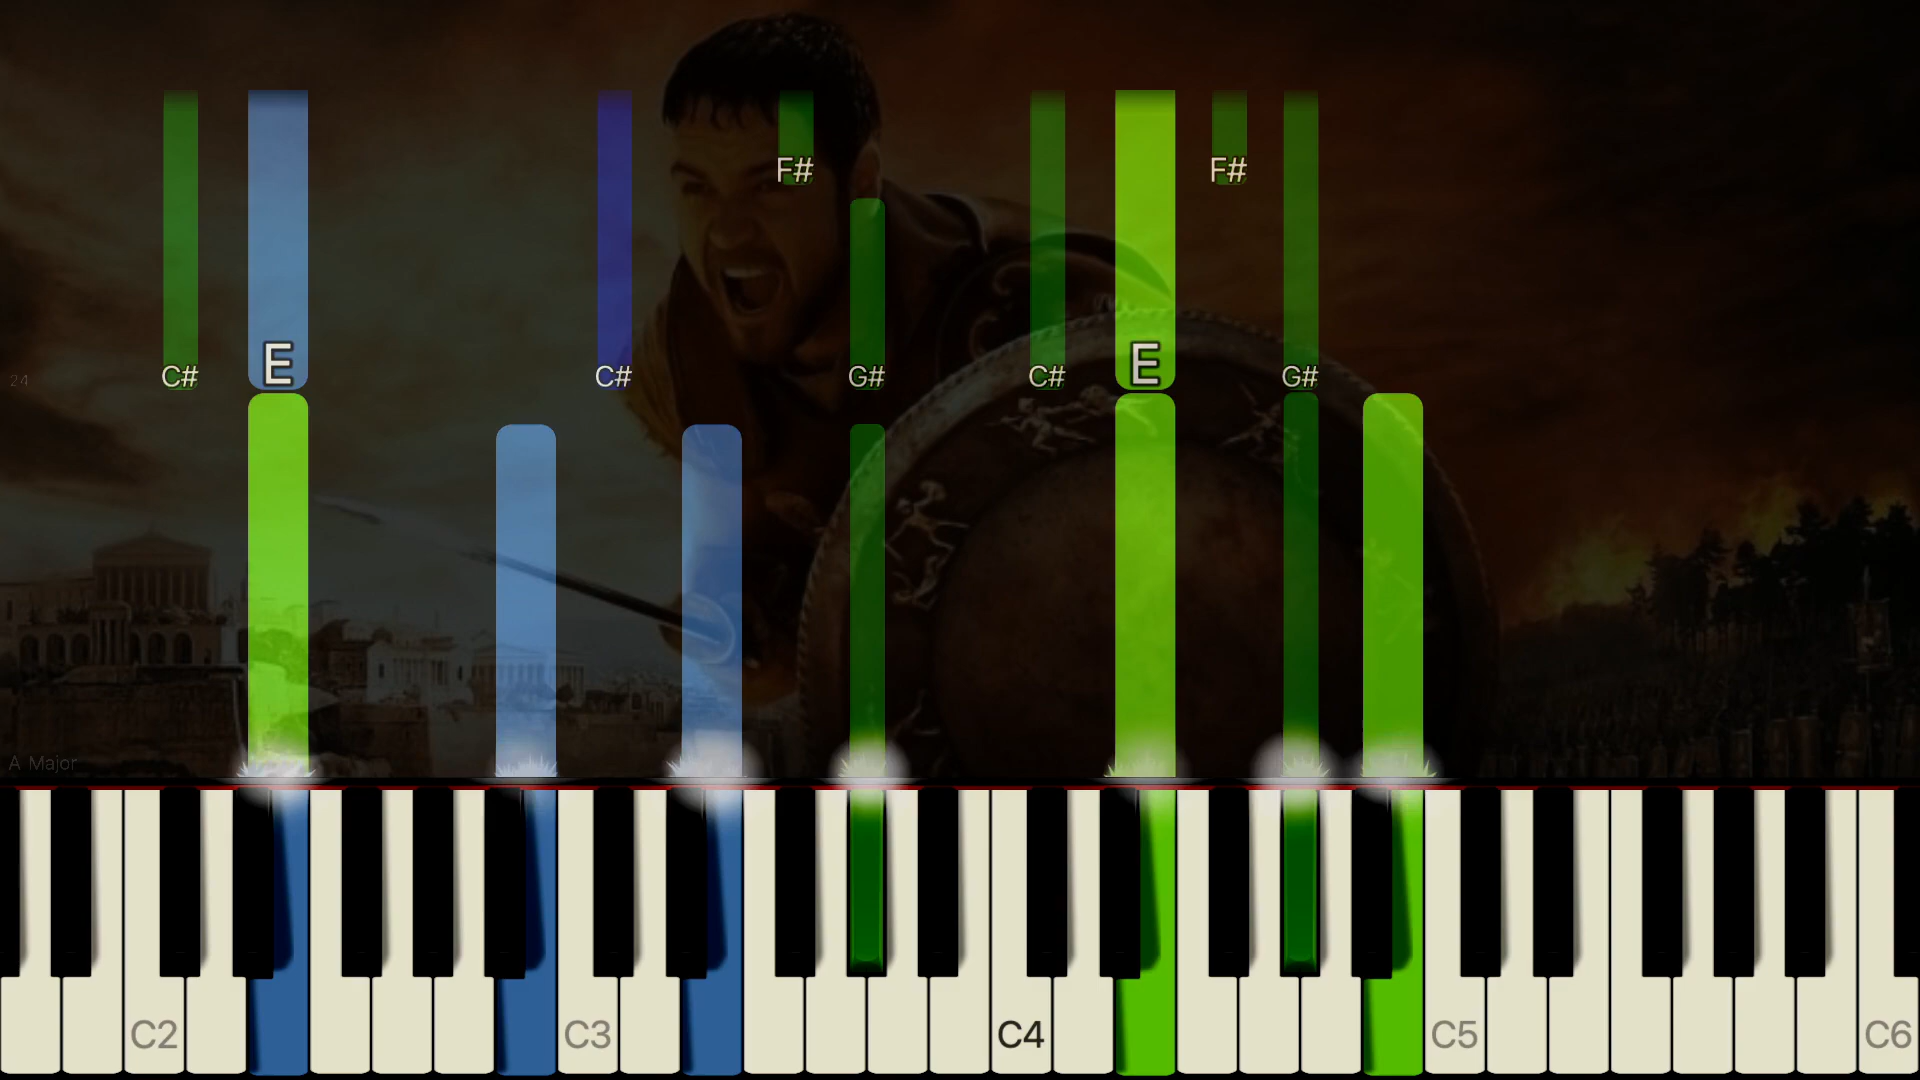 F# F#
E E
C# C# G# C# G#
24
A Major
C2 C3 C4 C5 C6